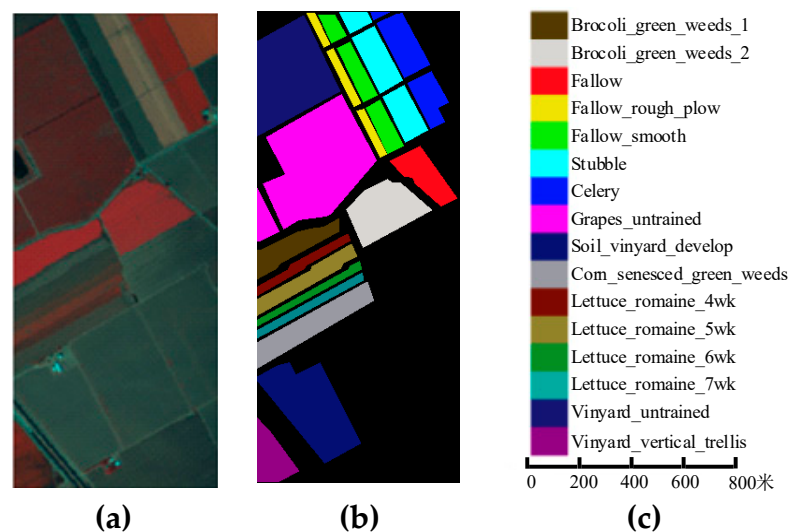 Brocoli_green_weeds_1
Brocoli_green_weeds_2
Fallow
Fallow_rough_plow
Fallow_smooth
Stubble
Celery
Grapes_untrained
Soil_vinyard_develop
Corn_senesced_green_weeds
Lettuce_romaine_4wk
Lettuce_romaine_5wk
Lettuce_romaine_6wk
Lettuce_romaine_7wk
Vinyard_untrained
Vinyard_vertical_trellis
0 200 400 600 800米
(a) (b) (c)